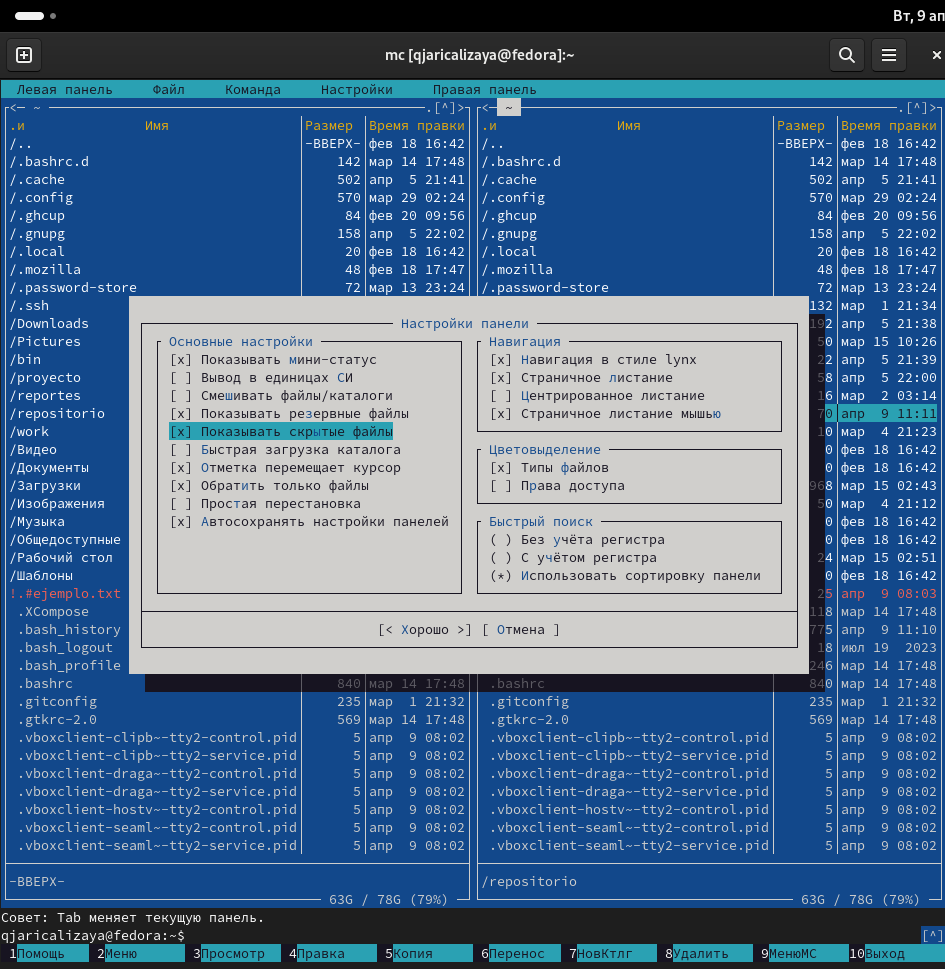 Вт, 9 ап
mc [qjaricalizaya@fedora]:~
Левая панель Файл Команда Настройки Правая панель
<- ~ .[^]> <- ~ .[^]>
.и Имя Размер Время правки .и Имя Размер Время правки
/.. -ВВЕРХ- фев 18 16:42 /.. -ВВЕРХ- фев 18 16:42
/.bashrc.d 142 мар 14 17:48 /.bashrc.d 142 мар 14 17:48
/.cache 502 апр 5 21:41 /.cache 502 апр 5 21:41
/.config 570 мар 29 02:24 /.config 570 мар 29 02:24
/.ghcup 84 фев 20 09:56 /.ghcup 84 фев 20 09:56
/.gnupg 158 апр 5 22:02 /.gnupg 158 апр 5 22:02
/.local 20 фев 18 16:42 /.local 20 фев 18 16:42
/.mozilla 48 фев 18 17:47 /.mozilla 48 фев 18 17:47
/.password-store 72 мар 13 23:24 /.password-store 72 мар 13 23:24
/.ssh 132 мар 1 21:34
/Downloads Настройки панели 192 апр 5 21:38
/Pictures Основные настройки Навигация 50 мар 15 10:26
/bin [x] Показывать мини-статус [x] Навигация в стиле lynx 22 апр 5 21:39
/proyecto [ ] Вывод в единицах СИ [x] Страничное листание 58 апр 5 22:00
/reportes [ ] Смешивать файлы/каталоги [ ] Центрированное листание 16 мар 2 03:14
/repositorio [x] Показывать резервные файлы [x] Страничное листание мышью 70 апр 9 11:11
/work [x] Показывать скрытые файлы 10 мар 4 21:23
/Видео [ ] Быстрая загрузка каталога Цветовыделение 0 фев 18 16:42
/Документы [x] Отметка перемещает курсор [x] Типы файлов 0 фев 18 16:42
/Загрузки [x] Обратить только файлы [ ] Права доступа 968 мар 15 02:43
/Изображения [ ] Простая перестановка 50 мар 4 21:12
/Музыка [x] Автосохранять настройки панелей Быстрый поиск 0 фев 18 16:42
/Общедоступные ( ) Без учёта регистра 0 фев 18 16:42
/Рабочий стол ( ) С учётом регистра 24 мар 15 02:51
/Шаблоны (*) Использовать сортировку панели 0 фев 18 16:42
!.#ejemplo.txt 25 апр 9 08:03
.XCompose 118 мар 14 17:48
.bash_history [< Хорошо >] [ Отмена ] 775 апр 9 11:10
.bash_logout 18 июл 19 2023
.bash_profile 246 мар 14 17:48
.bashrc 840 мар 14 17:48 .bashrc 840 мар 14 17:48
.gitconfig 235 мар 1 21:32 .gitconfig 235 мар 1 21:32
.gtkrc-2.0 569 мар 14 17:48 .gtkrc-2.0 569 мар 14 17:48
.vboxclient-clipb~-tty2-control.pid 5 апр 9 08:02 .vboxclient-clipb~-tty2-control.pid 5 апр 9 08:02
.vboxclient-clipb~-tty2-service.pid 5 апр 9 08:02 .vboxclient-clipb~-tty2-service.pid 5 апр 9 08:02
.vboxclient-draga~-tty2-control.pid 5 апр 9 08:02 .vboxclient-draga~-tty2-control.pid 5 апр 9 08:02
.vboxclient-draga~-tty2-service.pid 5 апр 9 08:02 .vboxclient-draga~-tty2-service.pid 5 апр 9 08:02
.vboxclient-hostv~-tty2-control.pid 5 апр 9 08:02 .vboxclient-hostv~-tty2-control.pid 5 апр 9 08:02
.vboxclient-seaml~-tty2-control.pid 5 апр 9 08:02 .vboxclient-seaml~-tty2-control.pid 5 апр 9 08:02
.vboxclient-seaml~-tty2-service.pid 5 апр 9 08:02 .vboxclient-seaml~-tty2-service.pid 5 апр 9 08:02
-ВВЕРХ- /repositorio
63G / 78G (79%) 63G / 78G (79%)
Совет: Tab меняет текущую панель.
qjaricalizaya@fedora:~$ [^]
1Помощь 2Меню 3Просмотр 4Правка 5Копия 6Перенос 7НовКтлг 8Удалить 9МенюМС 10Выход